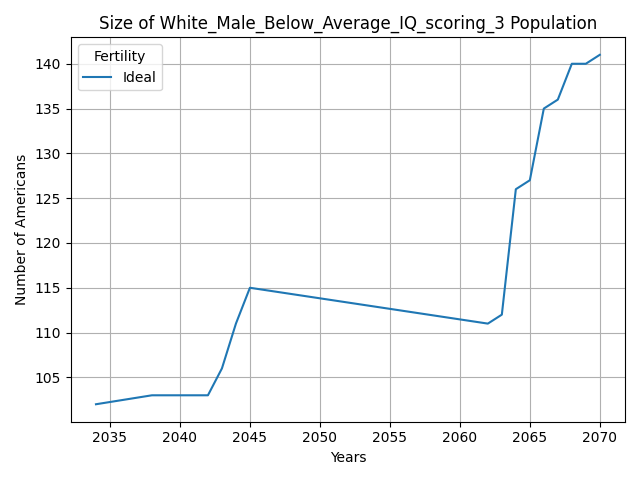 Size of White_Male_Below_Average_IQ_scoring_3 Population
Fertility
Ideal
Number of Americans
140
135
130
125
120
115
110
105
2035 2040 2045 2050 2055 2060 2065 2070
Years